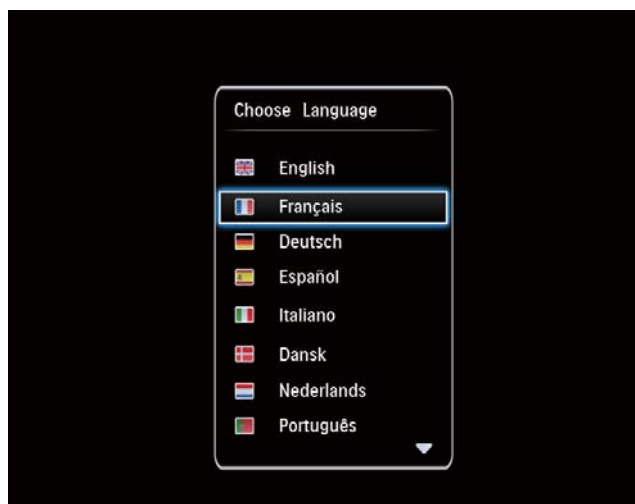 Choose Language
English
Français
Deutsch
Español
Italiano
Dansk
Nederlands
Português